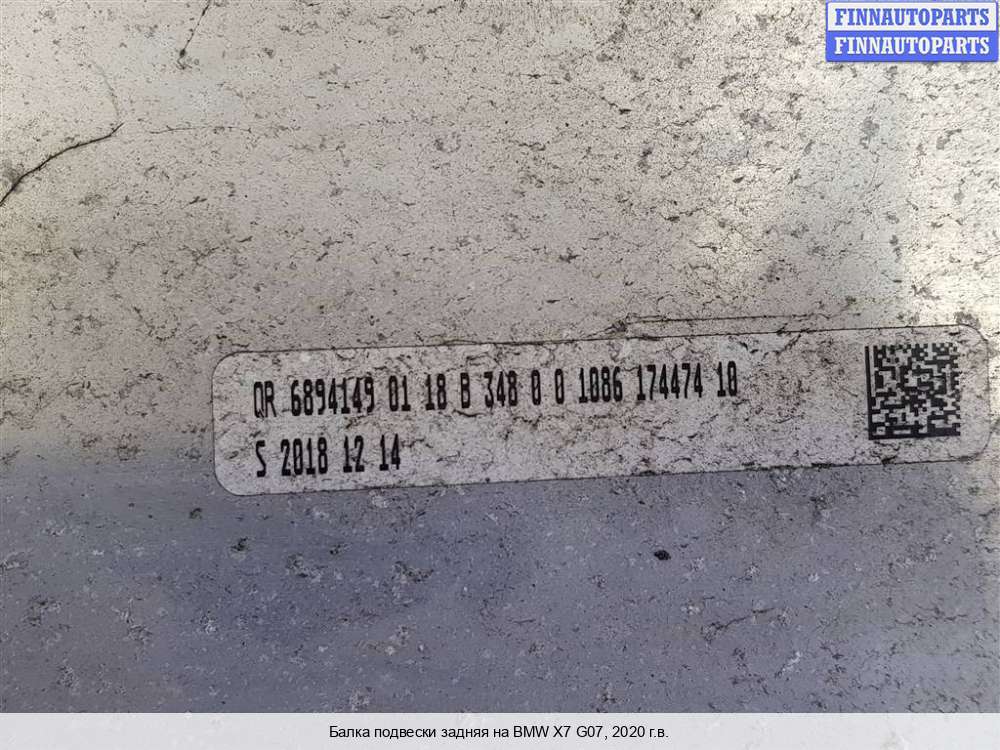 FINNAUTOPARTS
FINNAUTOPARTS
QR 6894149 01 18 B 348 0 0 1086 174474 10
S 2018 12 14
Балка подвески задняя на BMW X7 G07, 2020 г.в.